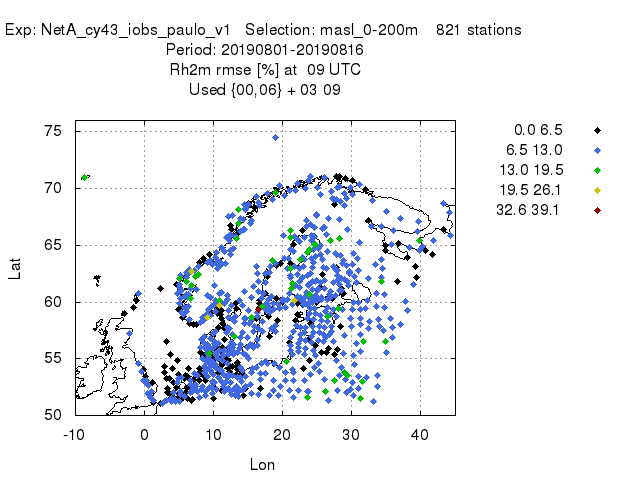 Exp: NetA_cy43_iobs_paulo_v1 Selection: masl_0-200m 821 stations
Period: 20190801-20190816
Rh2m rmse [%] at 09 UTC
Used {00,06} + 03 09
75
70
65
60
55
50
Lat
-10 0 10 20 30 40
Lon
0.0 6.5
6.5 13.0
13.0 19.5
19.5 26.1
32.6 39.1